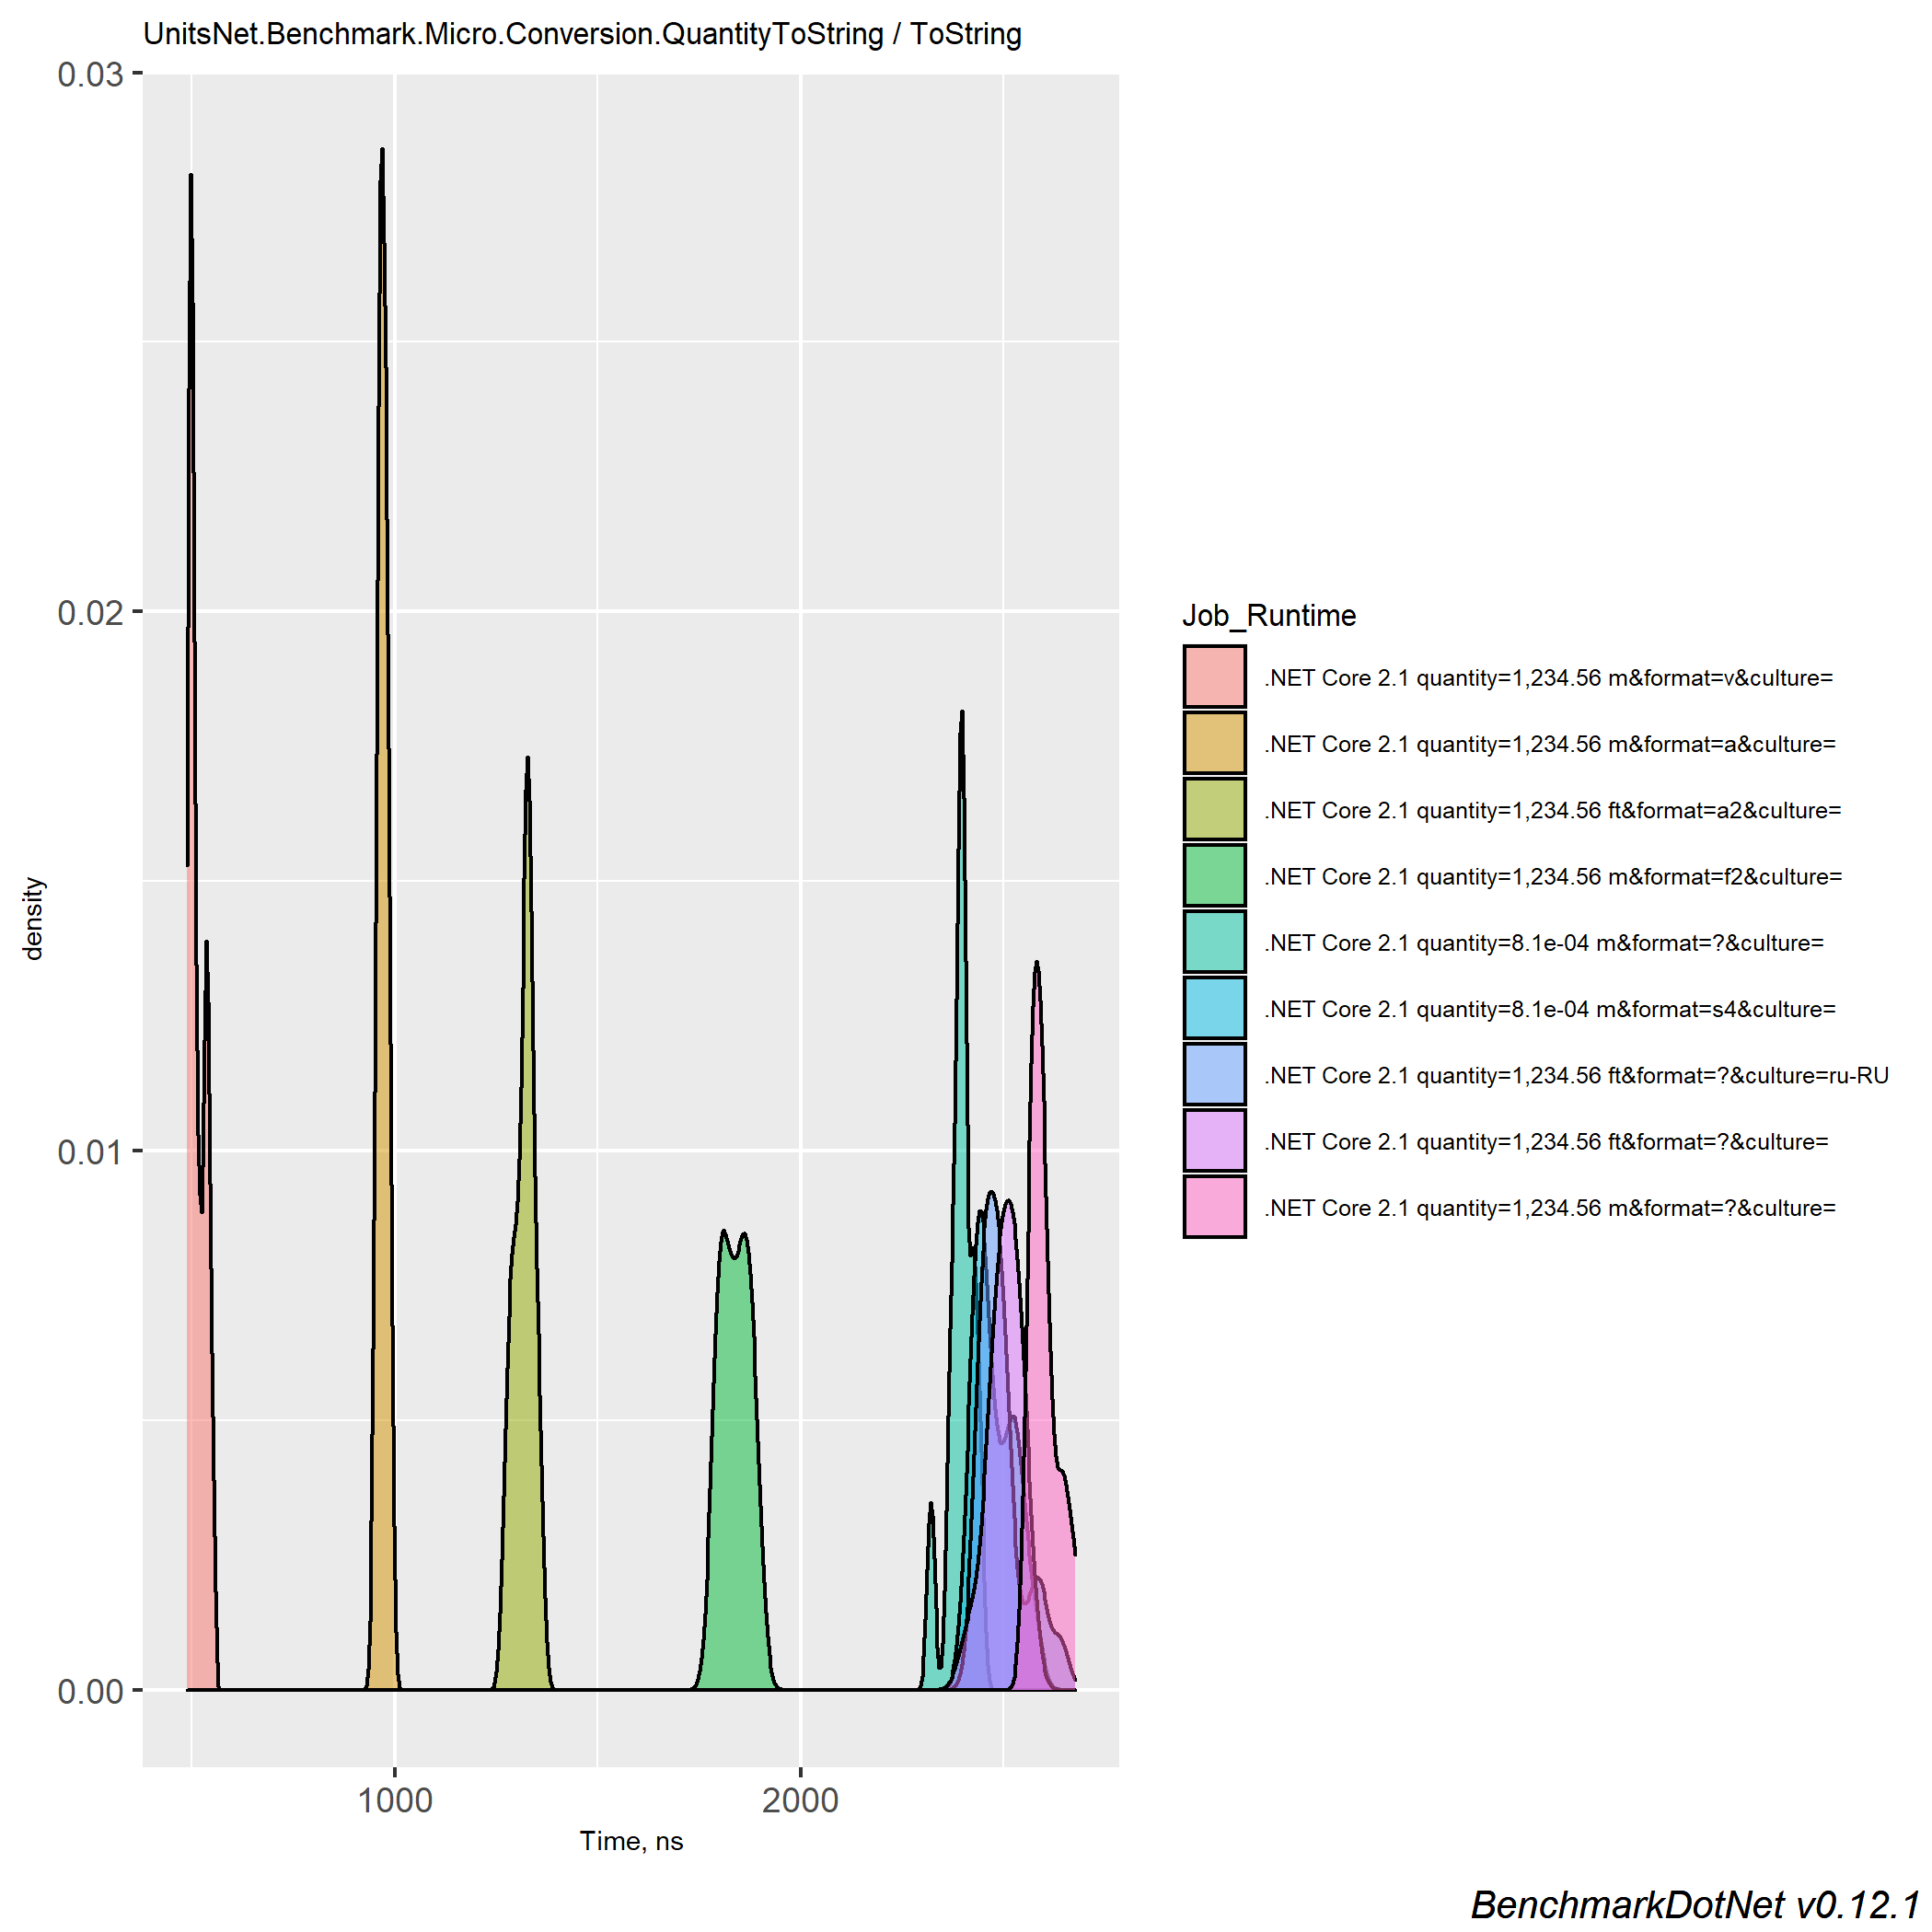 UnitsNet.Benchmark.Micro.Conversion.QuantityToString / ToString
0.03
0.02
0.01
0.00
density
1000
2000
Time, ns
Job_Runtime
.NET Core 2.1 quantity=1,234.56 m&format=v&culture=
.NET Core 2.1 quantity=1,234.56 m&format=a&culture=
.NET Core 2.1 quantity=1,234.56 ft&format=a2&culture=
.NET Core 2.1 quantity=1,234.56 m&format=f2&culture=
.NET Core 2.1 quantity=8.1e-04 m&format=?&culture=
.NET Core 2.1 quantity=8.1e-04 m&format=s4&culture=
.NET Core 2.1 quantity=1,234.56 ft&format=?&culture=ru-RU
.NET Core 2.1 quantity=1,234.56 ft&format=?&culture=
.NET Core 2.1 quantity=1,234.56 m&format=?&culture=
BenchmarkDotNet v0.12.1